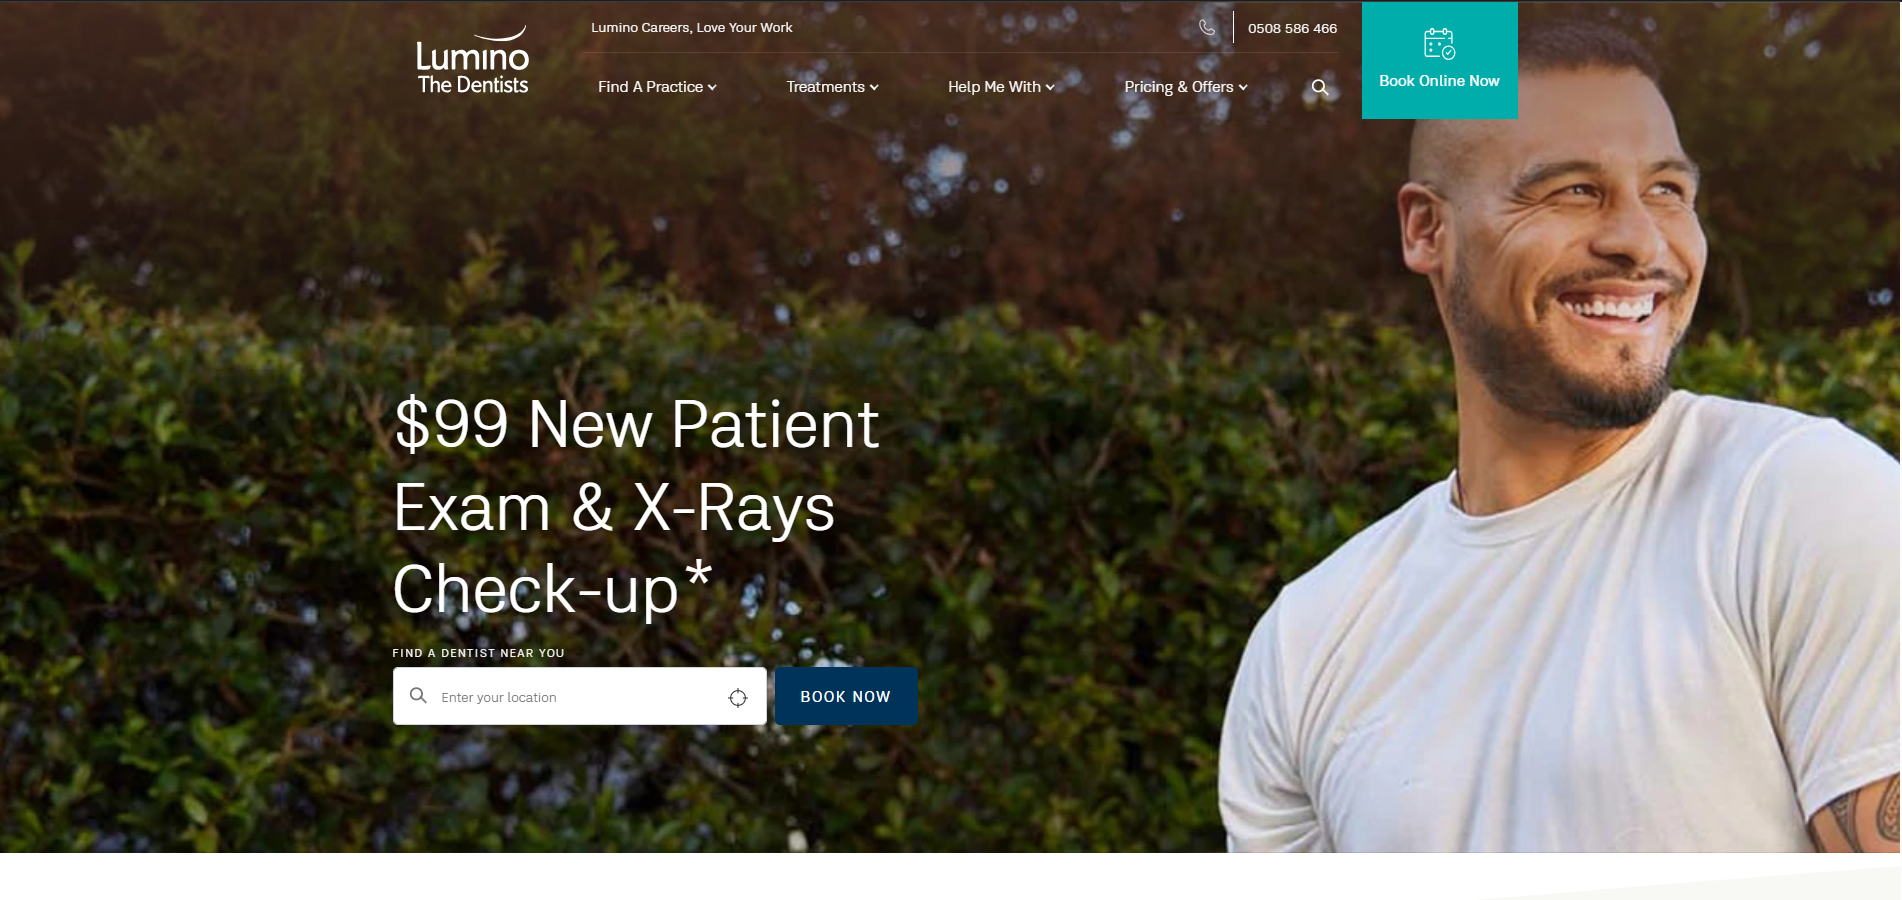 Lumino Careers, Love Your Work
0508 586 466
Lumino
The Dentists
Find A Practice
Treatments
Help Me With
Pricing & Offers
Book Online Now
$99 New Patient
Exam & X-Rays
Check-up*
FIND A DENTIST NEAR YOU
Enter your location
BOOK NOW